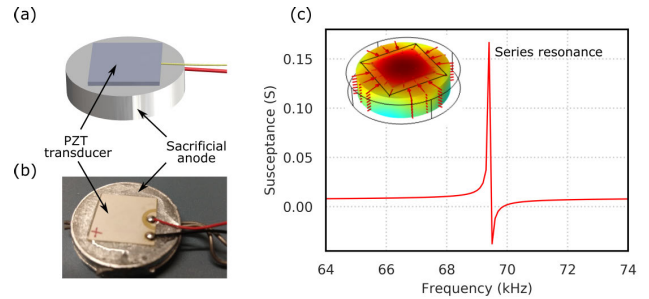 (a)
PZT
transducer
Sacrificial
anode
(b)
+
(c)
Series resonance
Susceptance (S)
0.15
0.10
0.05
0.00
64
66
68
70
72
74
Frequency (kHz)